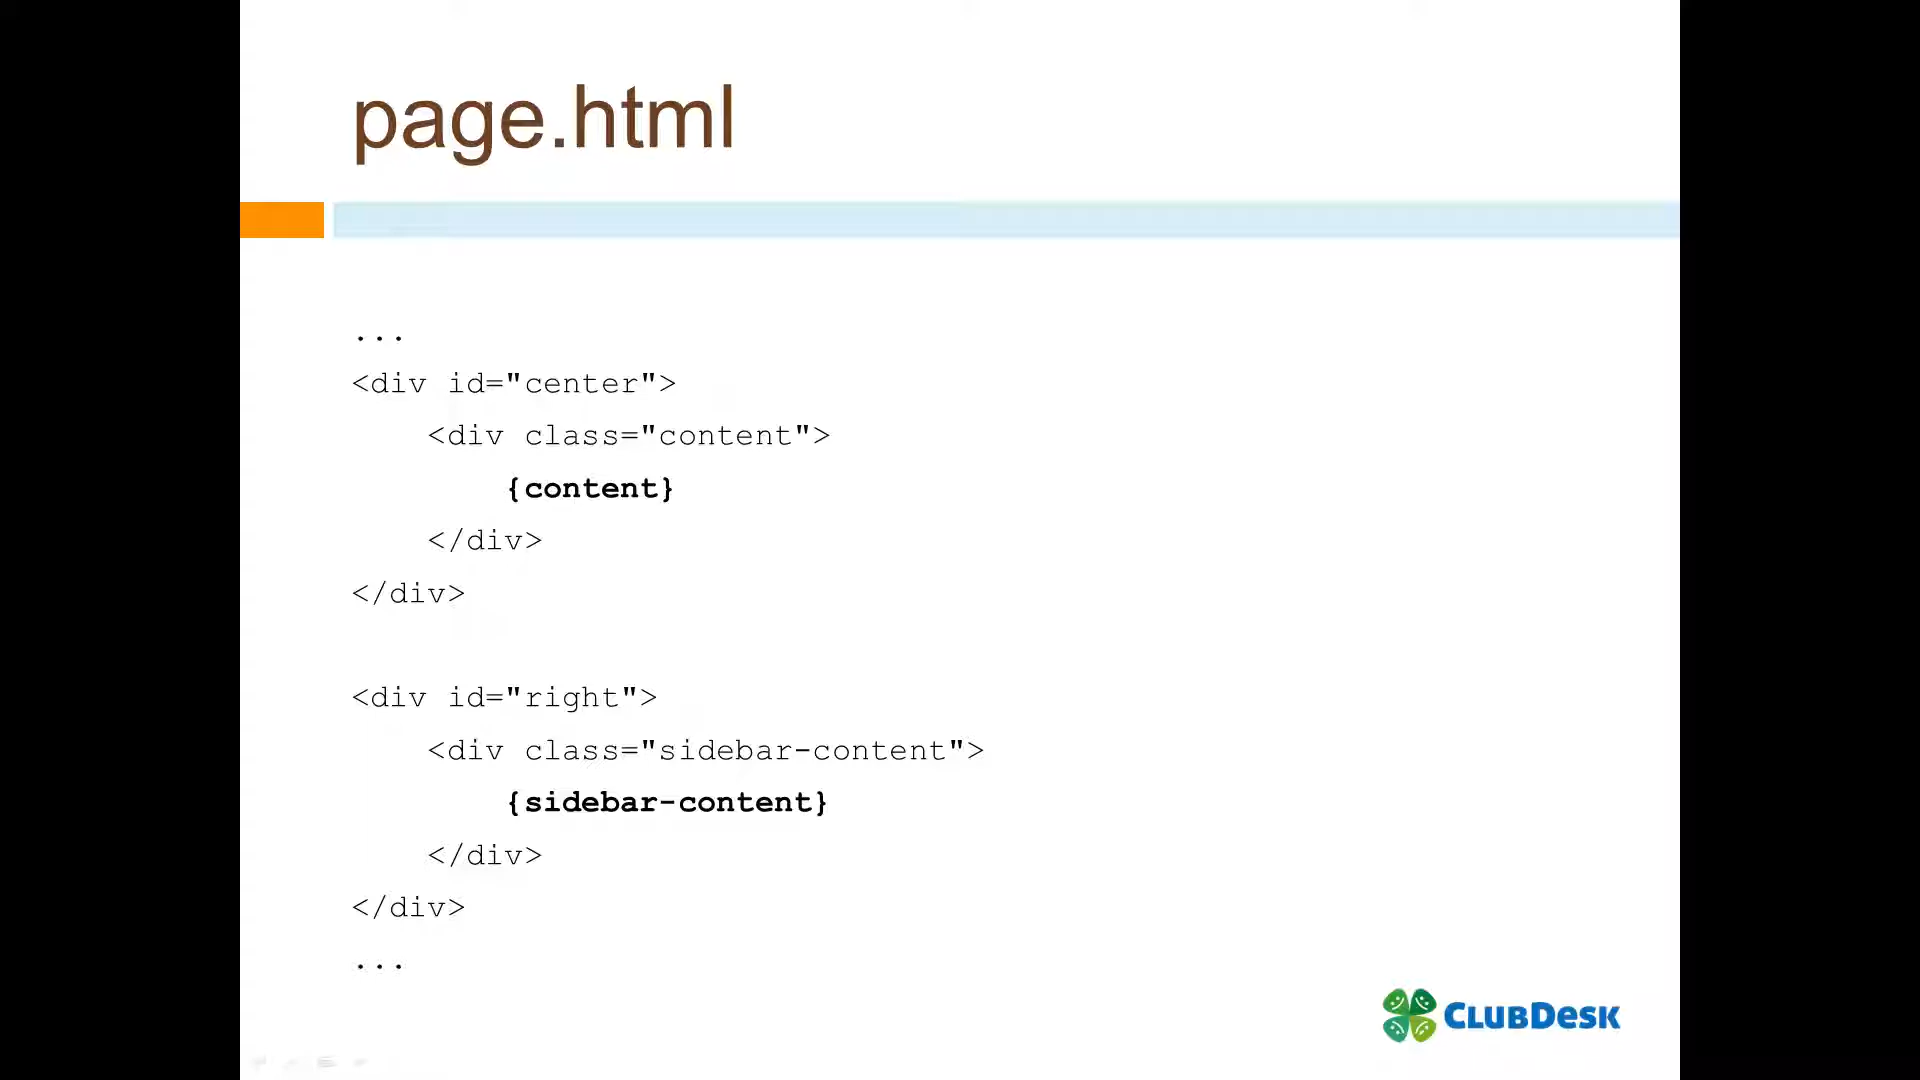 page.html
...
<div id="center">
<div class="content">
{content}
</div>
</div>
<div id="right">
<div class="sidebar-content">
{sidebar-content}
</div>
</div>
...
CLUBDESK